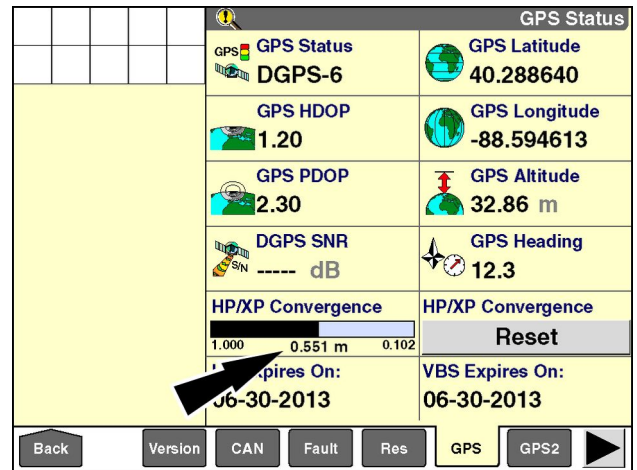 GPS Status
GPS
GPS Status
DGPS-6
GPS Latitude
40.288640
GPS HDOP
1.20
GPS Longitude
-88.594613
GPS PDOP
2.30
GPS Altitude
32.86 m
S/N
DGPS SNR
----- dB
GPS Heading
12.3
HP/XP Convergence
1.000 0.551 m 0.102
HP/XP Convergence
Reset
xpires On:
06-30-2013
VBS Expires On:
06-30-2013
Back Version CAN Fault Res GPS GPS2